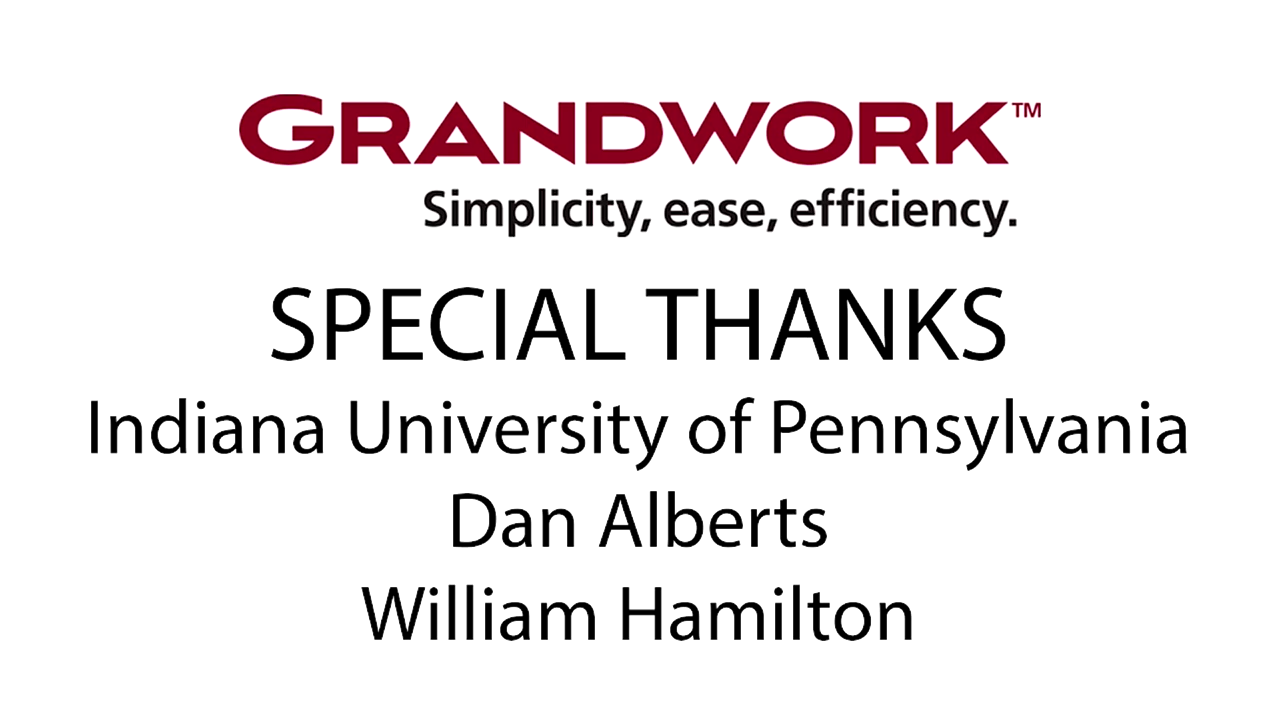 GRANDWORK™
Simplicity, ease, efficiency.
SPECIAL THANKS
Indiana University of Pennsylvania
Dan Alberts
William Hamilton